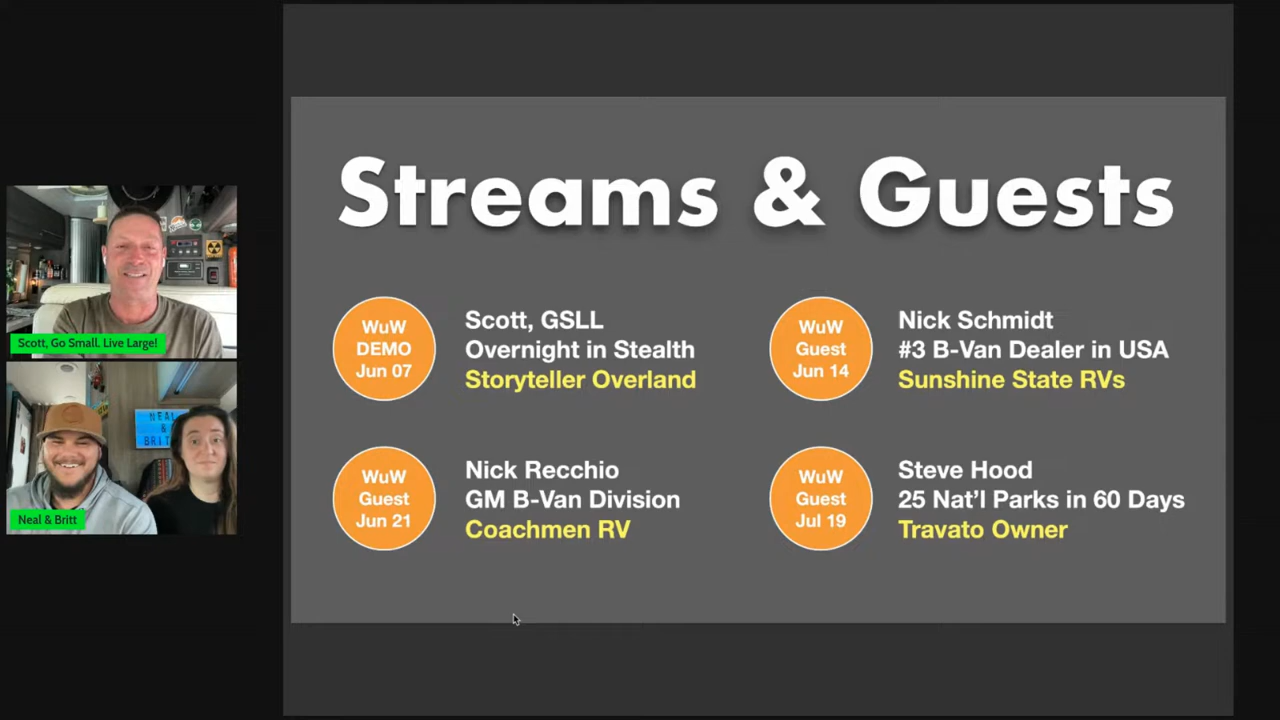 Streams & Guests
WuW
DEMO
Jun 07
Scott, GSLL
Overnight in Stealth
Storyteller Overland
WuW
Guest
Jun 14
Nick Schmidt
#3 B-Van Dealer in USA
Sunshine State RVs
WuW
Guest
Jun 21
Nick Recchio
GM B-Van Division
Coachmen RV
WuW
Guest
Jul 19
Steve Hood
25 Nat’l Parks in 60 Days
Travato Owner
Scott, Go Small. Live Large!
NEAL
&
BRIT
Neal & Britt